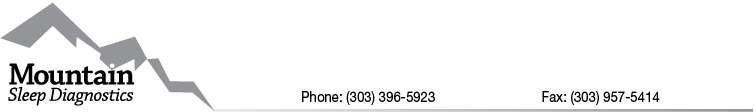 Mountain
Sleep Diagnostics
Phone: (303) 396-5923 Fax: (303) 957-5414